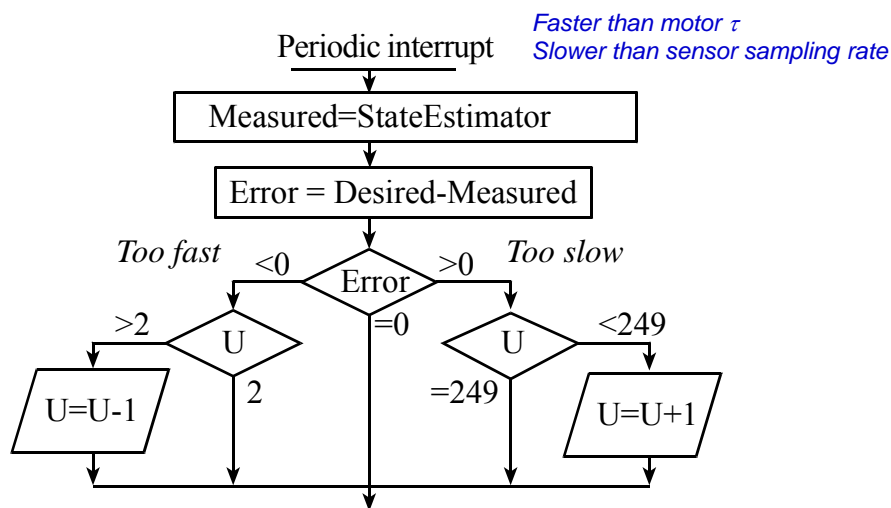 Faster than motor τ
Slower than sensor sampling rate
Periodic interrupt
Measured=StateEstimator
Error = Desired-Measured
Too fast
<0
Error
>0
Too slow
=0
>2
U
U
<249
2
=249
U=U-1
U=U+1